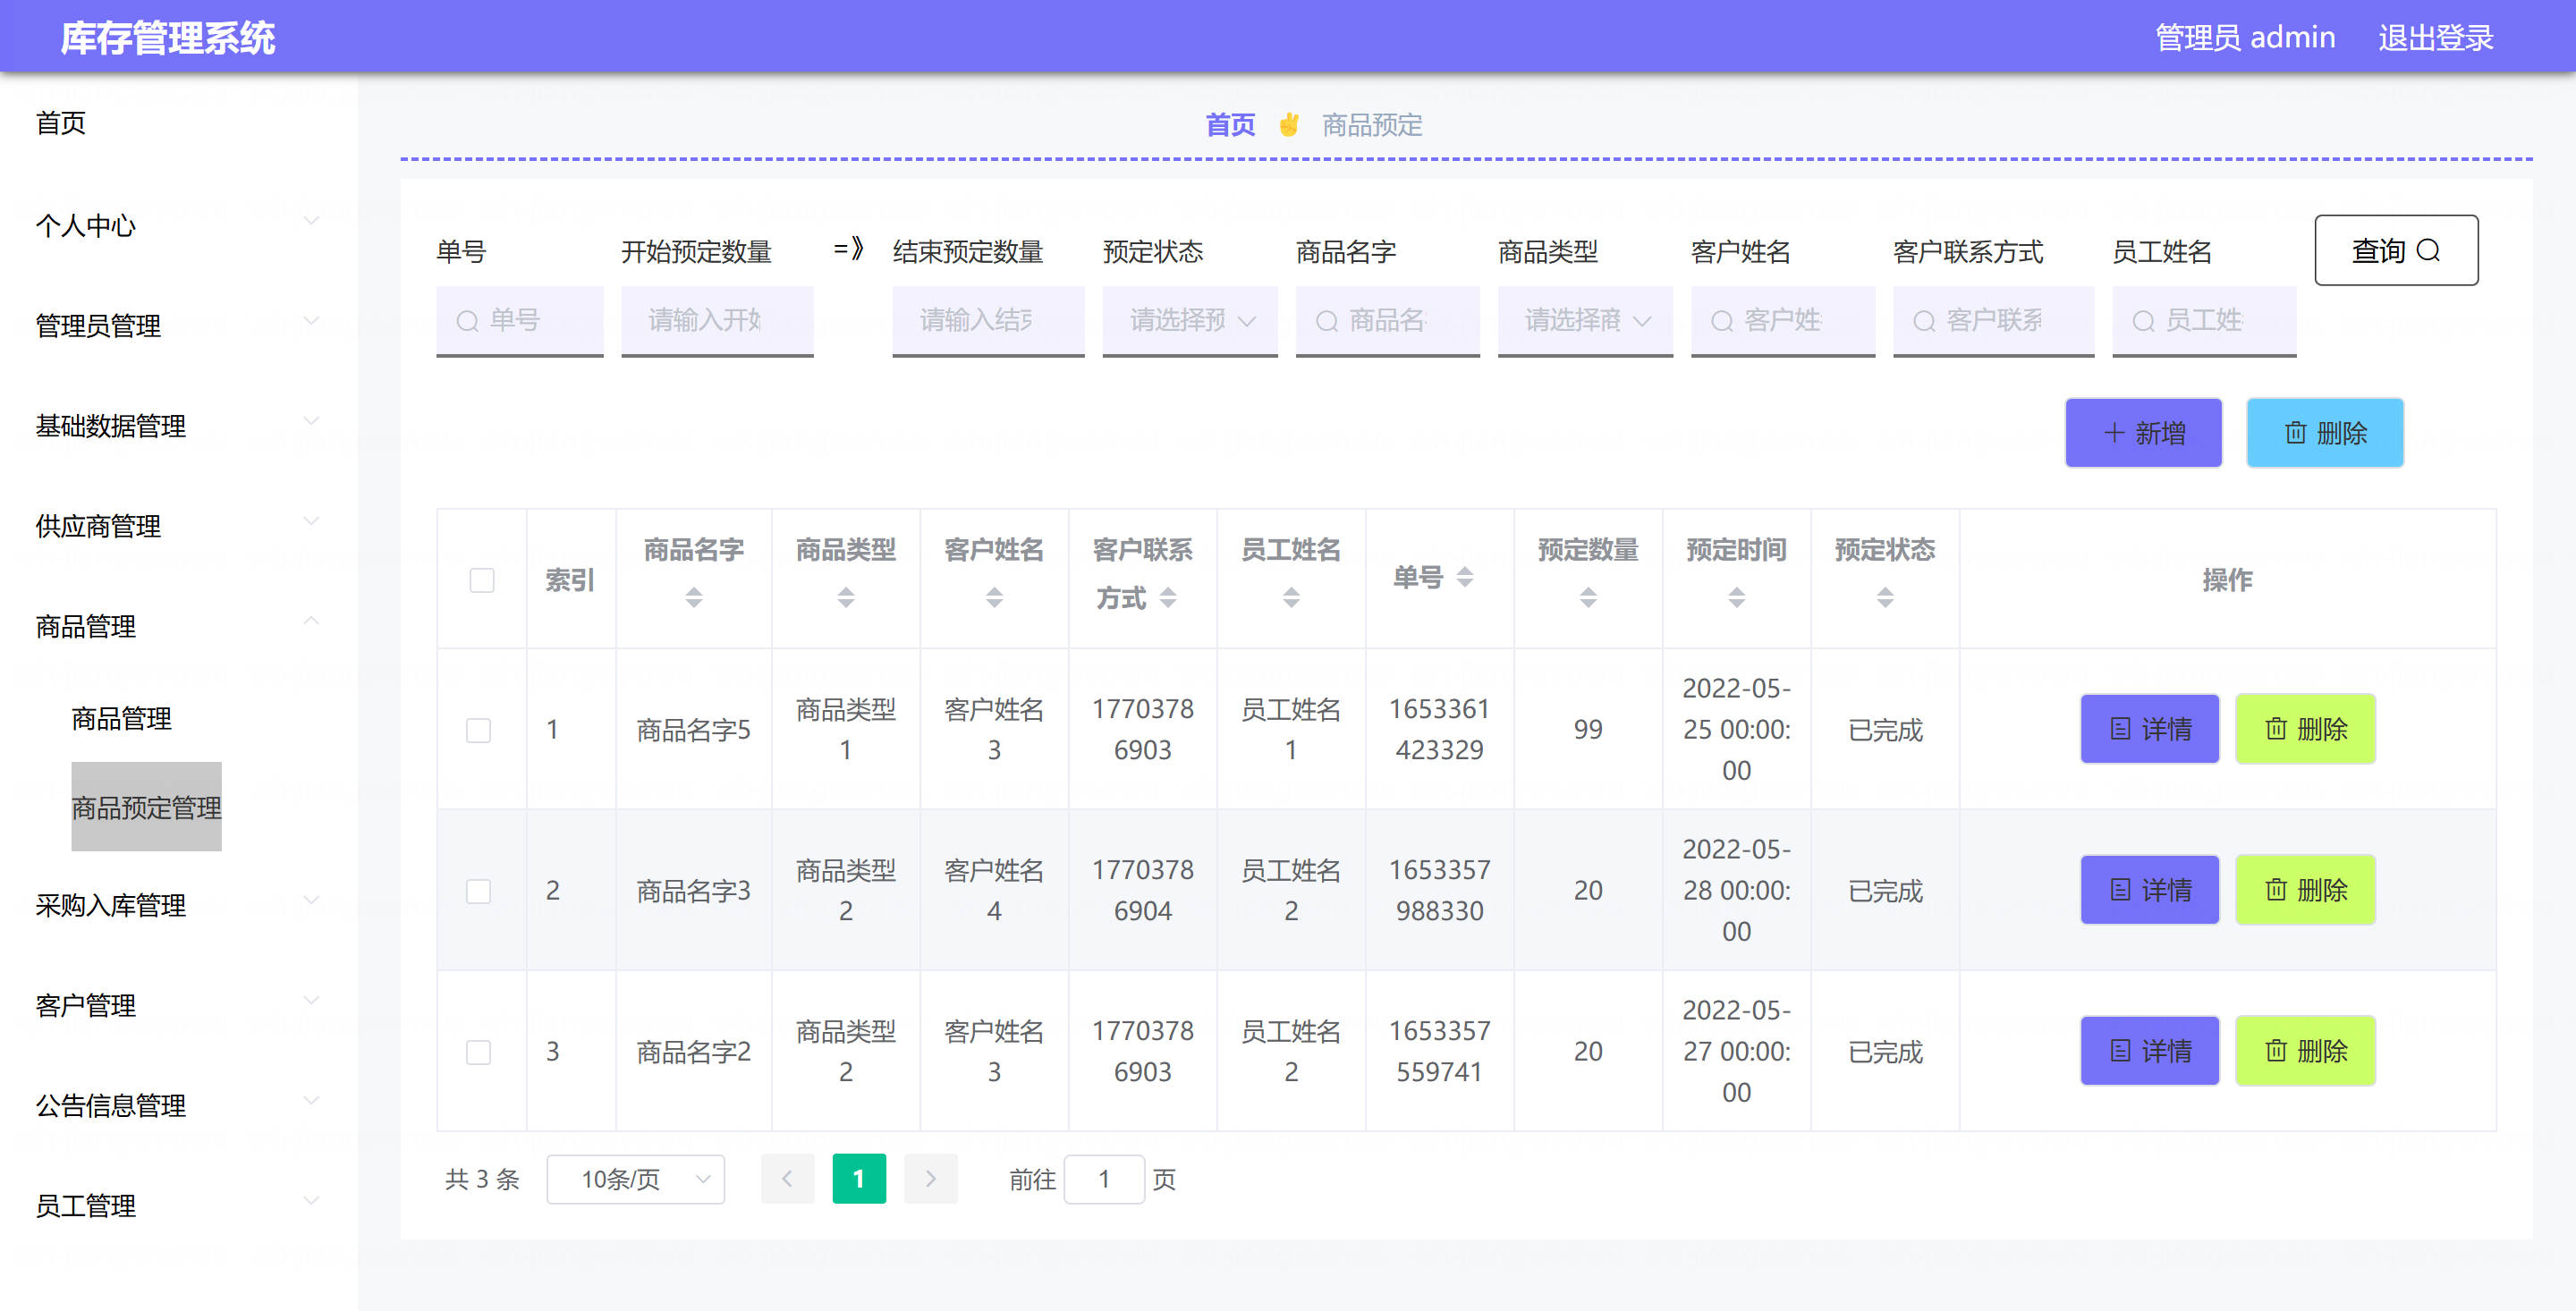 库存管理系统
管理员 admin
退出登录
首页
个人中心
管理员管理
基础数据管理
供应商管理
商品管理
商品管理
商品预定管理
采购入库管理
客户管理
公告信息管理
员工管理
首页 ✌ 商品预定
单号 开始预定数量 =》 结束预定数量 预定状态 商品名字 商品类型 客户姓名 客户联系方式 员工姓名 查询
单号 请输入开始 请输入结束 请选择预 商品名 请选择商 客户姓 客户联系 员工姓
新增 删除
索引 商品名字 商品类型 客户姓名 客户联系 员工姓名 单号 预定数量 预定时间 预定状态 操作
方式
1 商品名字5 商品类型 客户姓名 1770378 员工姓名 1653361 99 2022-05- 已完成 详情 删除
1 3 6903 1 423329 25 00:00:
00
2 商品名字3 商品类型 客户姓名 1770378 员工姓名 1653357 20 2022-05- 已完成 详情 删除
2 4 6904 2 988330 28 00:00:
00
3 商品名字2 商品类型 客户姓名 1770378 员工姓名 1653357 20 2022-05- 已完成 详情 删除
2 3 6903 2 559741 27 00:00:
00
共 3 条 10条/页 1 前往 1 页